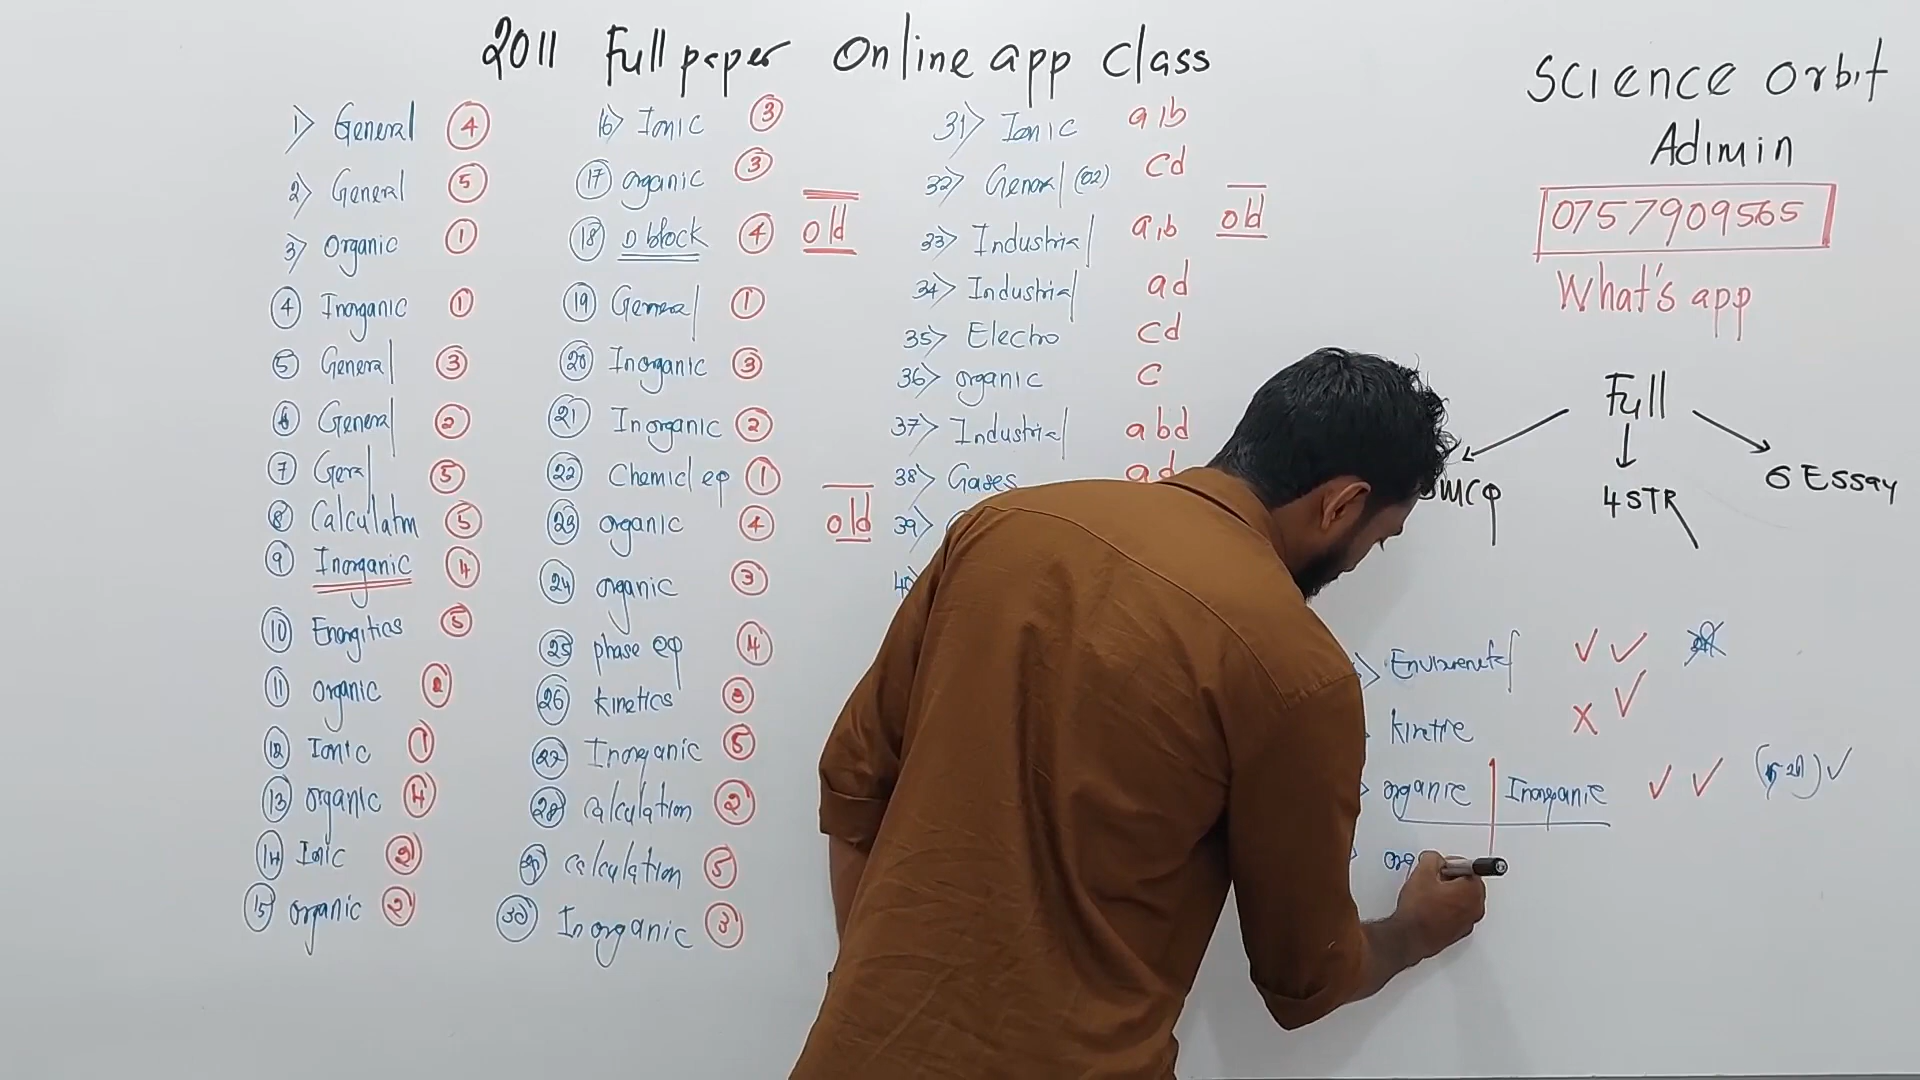 2011 Full paper Online app Class
1) General 4
2) General 5
3) Organic 1
4 Inorganic 1
5 General 3
6 General 2
7 Genral 5
8 Calculatm 5
9 Inorganic 4
10 Energitics 5
11 organic 2
12 Ionic 1
13 organic 4
14 Ionic 2
15 organic 2
16) Ionic 3
17 organic 3
18 D block 4 old
19 General 1
20 Inorganic 3
21 Inorganic 2
22 Chemicl eq 1
23 organic 4 old
24 organic 3
25 phase eq 4
26 kinetics 3
27 Inorganic 5
28 calculation 2
29 calculation 5
30 Inorganic 3
31) Ionic a,b
32) General (02) cd
33) Industrial a,b old
34) Industrial ad
35) Electro cd
36) organic c
37) Industrial abd
38) Gases ad
39)
40
Science Orbit
Adimin
0757909565
What's app
Full
MCQ 4 STR 6 Essay
Envirenetal ✓ ✓
kinetic x ✓
organic Inorganic ✓ ✓ ✓